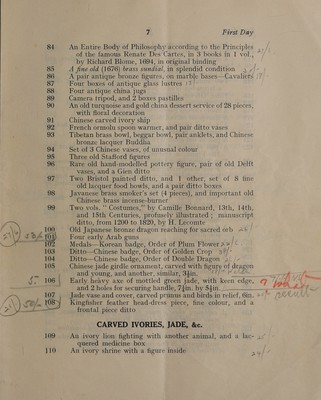 7 First Day
84 An Entire Body of Philosophy according to the Principles
of the famous Renate Des Cartes, in 3 books in 1 vol.,
by Richard Blome, 1694, in original binding
85 A fine old (1676) brass sundial, in splendid condition
86 A pair antique bronze figures, on marble bases—Cavaliers
87 Four boxes of antique glass lustres
88 Four antique china jugs
89 Camera tripod, and 2 boxes pastilles
90 An old turquoise and gold china dessert service of 28 pieces,
with floral decoration
91 Chinese carved ivory ship
92 French ormolu spoon warmer, and pair ditto vases
93 Tibetan brass bowl, beggar bowl, pair anklets, and Chinese
bronze lacquer Buddha
94 Set of 3 Chinese vases, of unusual colour
95 Three old Stafford figures
96 Rare old hand-modelled pottery figure, pair of old Delft
vases, and a Gien ditto
97 Two Bristol painted ditto, and 1 other, set of 8 fine
old lacquer food bowls, and a pair ditto boxes
98 Javanese brass smoker's set (4 pieces), and important old
Chinese brass incense-burner
99 Two vols. "Costumes," by Camille Bonnard, 13th, 14th,
and 15th Centuries, profusely illustrated; manuscript
ditto, from 1200 to 1820, by H. Lecomte
100 Old Japanese bronze dragon reaching for sacred orb
101 Four early Arab guns
102 Medals—Korean badge, Order of Plum Flower
103 Ditto—Chinese badge, Order of Golden Crop
104 Ditto—Chinese badge, Order of Double Dragon
105 Chinese jade girdle ornament, carved with figure of dragon
and young, and another, similar, 3½in.
5. 106 Early heavy axe of mottled green jade, with keen edge,
and 2 holes for securing handle, 7½in. by 5½in
107 Jade vase and cover, carved prunus and birds in relief, 6in.
108 Kingfisher feather head-dress piece, fine colour, and a
frontal piece ditto
CARVED IVORIES, JADE, &c.
109 An ivory lion fighting with another animal, and a lac-
quered medicine box
110 An ivory shrine with a figure inside